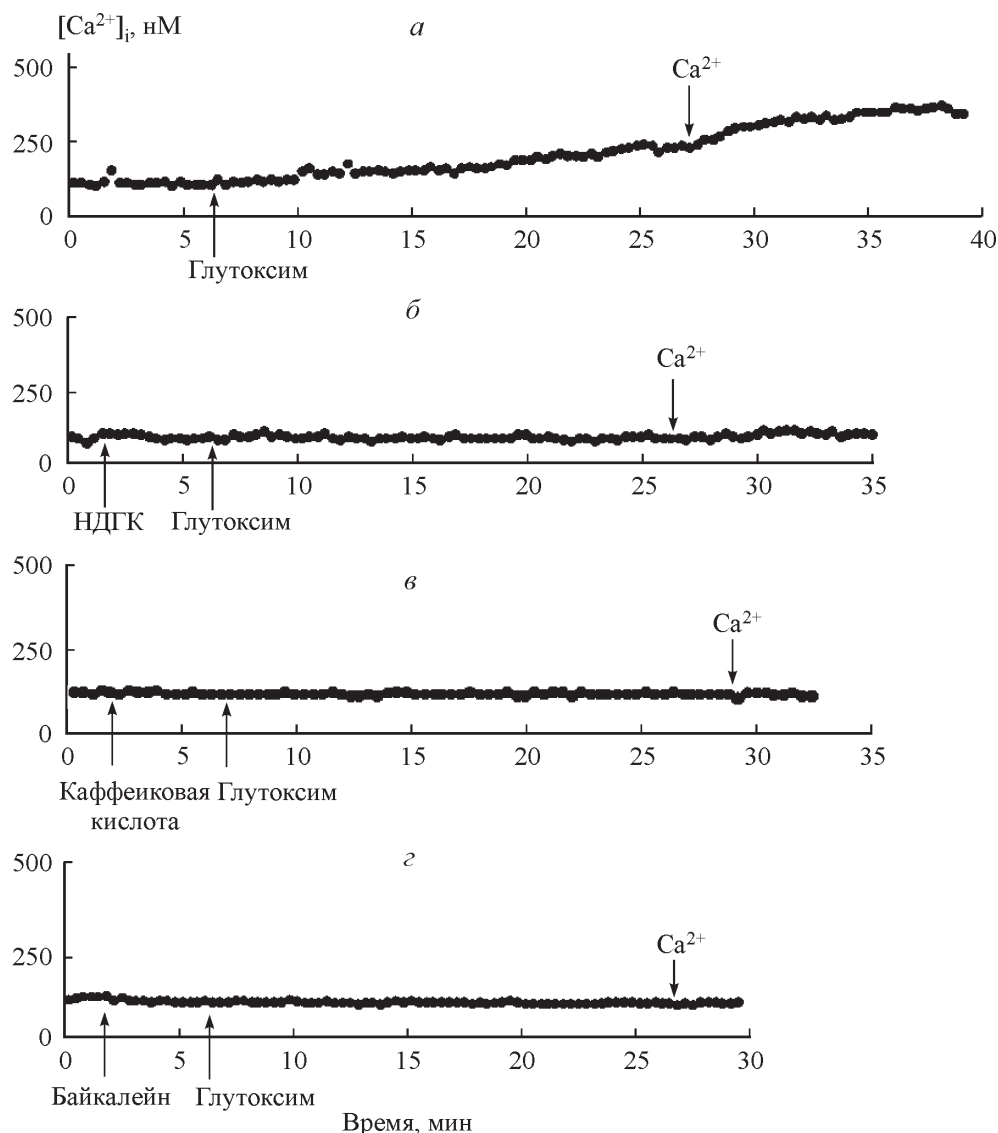 [Ca²⁺]ᵢ, нМ
а
500
Ca²⁺
250
0
0 5 10 15 20 25 30 35 40
Глутоксим
б
500
Ca²⁺
250
0
0 5 10 15 20 25 30 35
НДГК Глутоксим
в
500
Ca²⁺
250
0
0 5 10 15 20 25 30 35
Каффеиковая Глутоксим
кислота
г
500
Ca²⁺
250
0
0 5 10 15 20 25 30
Байкалейн Глутоксим
Время, мин